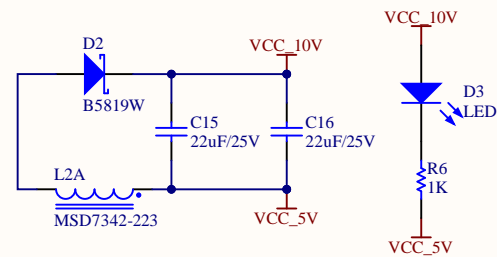 VCC_10V
VCC_10V
D2
B5819W
D3
LED
C15
22uF/25V
C16
22uF/25V
L2A
MSD7342-223
R6
1K
VCC_5V
VCC_5V